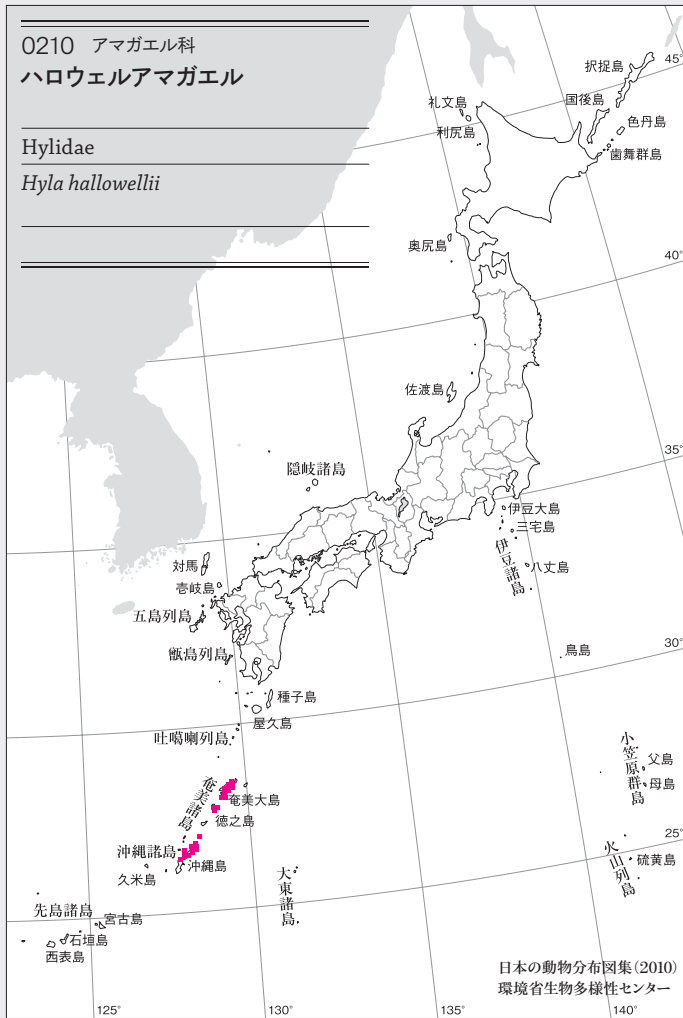 0210 アマガエル科
ハロウェルアマガエル
Hylidae
Hyla hallowellii
45°
択捉島
国後島
色丹島
歯舞群島
礼文島
利尻島
奥尻島
40°
佐渡島
35°
隠岐諸島
伊豆大島
三宅島
八丈島
伊豆諸島
対馬
壱岐島
五島列島
甑島列島
鳥島
30°
種子島
屋久島
吐噶喇列島
小笠原群島
父島
母島
奄美諸島
奄美大島
徳之島
25°
沖縄諸島
沖縄島
久米島
大東諸島
火山列島
硫黄島
先島諸島
宮古島
石垣島
西表島
日本の動物分布図集(2010)
環境省生物多様性センター
125°
130°
135°
140°